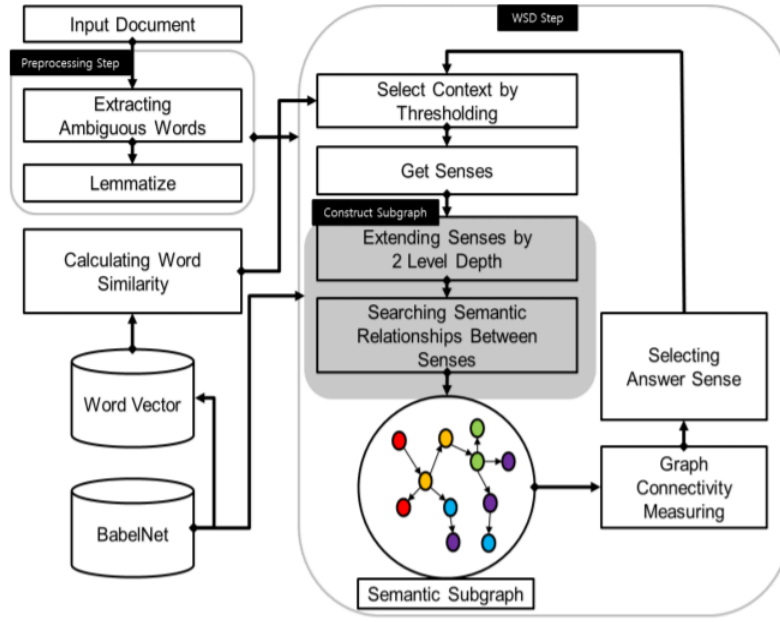 Input Document
Preprocessing Step
Extracting
Ambiguous Words
Lemmatize
Calculating Word
Similarity
Word Vector
BabelNet
WSD Step
Select Context by
Thresholding
Get Senses
Construct Subgraph
Extending Senses by
2 Level Depth
Searching Semantic
Relationships Between
Senses
Semantic Subgraph
Selecting
Answer Sense
Graph
Connectivity
Measuring